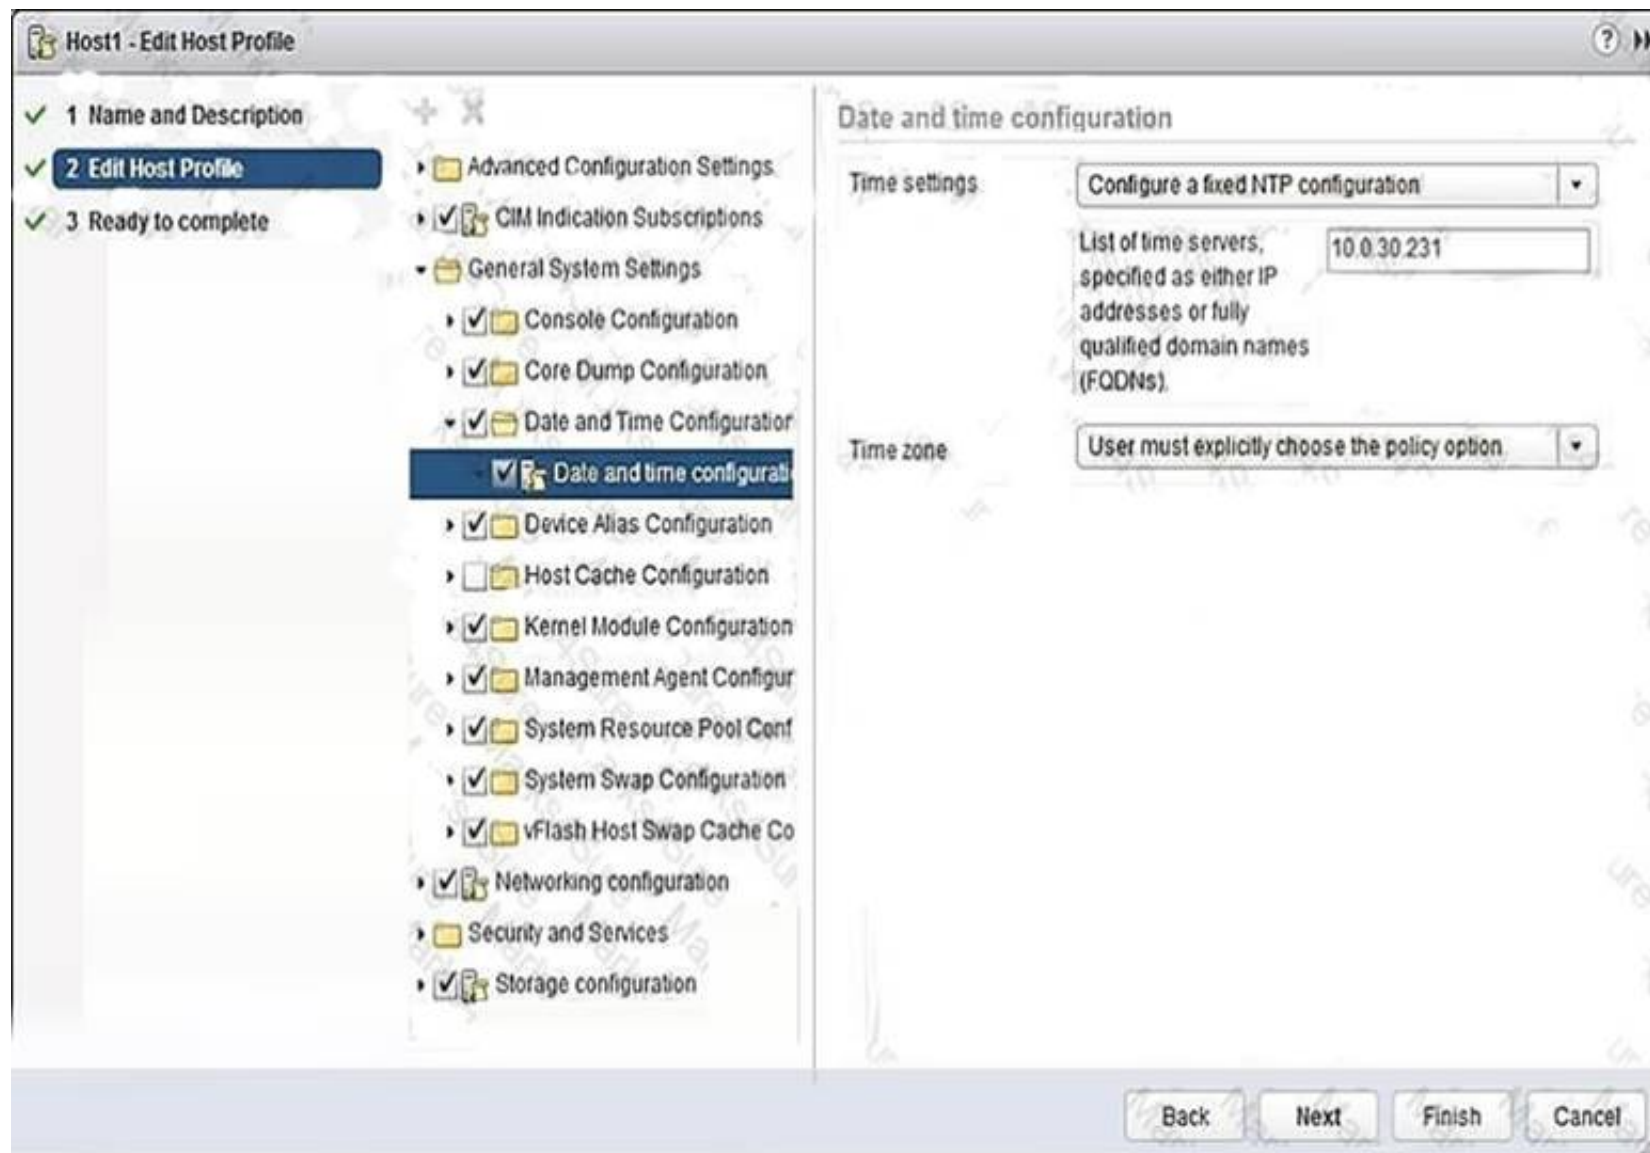 Host1 - Edit Host Profile
?
1 Name and Description
2 Edit Host Profile
3 Ready to complete
Advanced Configuration Settings
CIM Indication Subscriptions
General System Settings
Console Configuration
Core Dump Configuration
Date and Time Configuration
Date and time configurati
Device Alias Configuration
Host Cache Configuration
Kernel Module Configuration
Management Agent Configur
System Resource Pool Conf
System Swap Configuration
vFlash Host Swap Cache Co
Networking configuration
Security and Services
Storage configuration
Date and time configuration
Time settings
Configure a fixed NTP configuration
List of time servers,
specified as either IP
addresses or fully
qualified domain names
(FQDNs).
10.0.30.231
Time zone
User must explicitly choose the policy option
Back
Next
Finish
Cancel